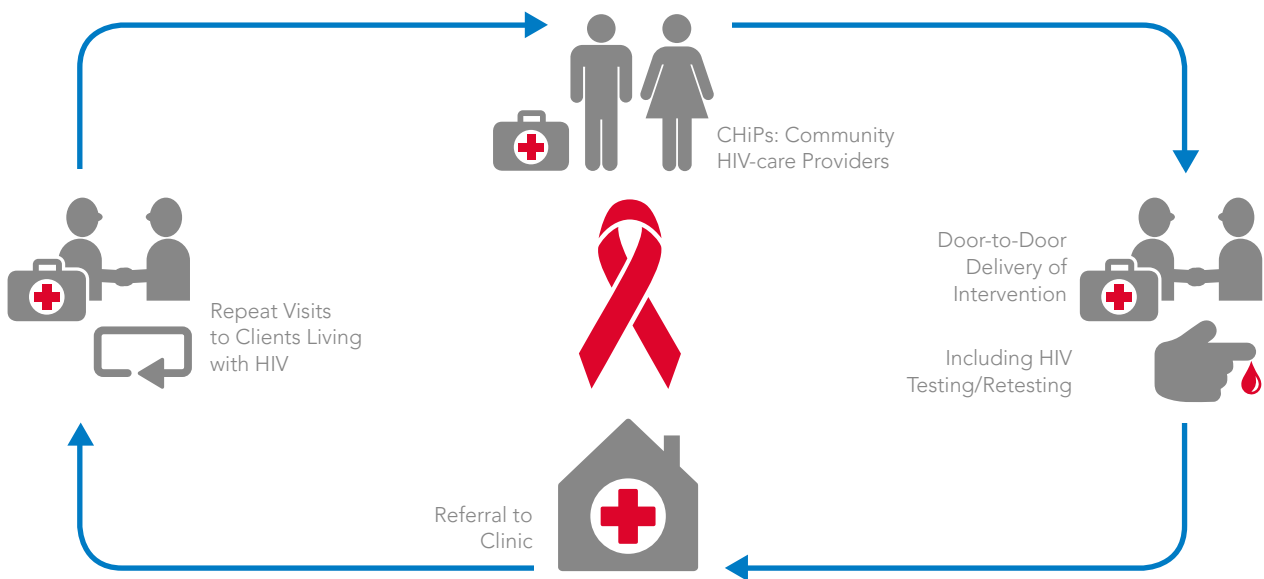 CHiPs: Community
HIV-care Providers
Door-to-Door
Delivery of
Intervention
Including HIV
Testing/Retesting
Referral to
Clinic
Repeat Visits
to Clients Living
with HIV